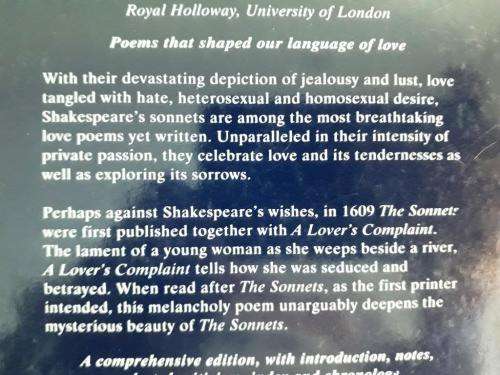 Royal Holloway, University of London
Poems that shaped our language of love
With their devastating depiction of jealousy and lust, love
tangled with hate, heterosexual and homosexual desire,
Shakespeare's sonnets are among the most breathtaking
love poems yet written. Unparalleled in their intensity of
private passion, they celebrate love and its tendernesses as
well as exploring its sorrows.
Perhaps against Shakespeare's wishes, in 1609 The Sonnets
were first published together with A Lover's Complaint.
The lament of a young woman as she weeps beside a river,
A Lover's Complaint tells how she was seduced and
betrayed. When read after The Sonnets, as the first printer
intended, this melancholy poem unarguably deepens the
mysterious beauty of The Sonnets.
A comprehensive edition, with introduction, notes,